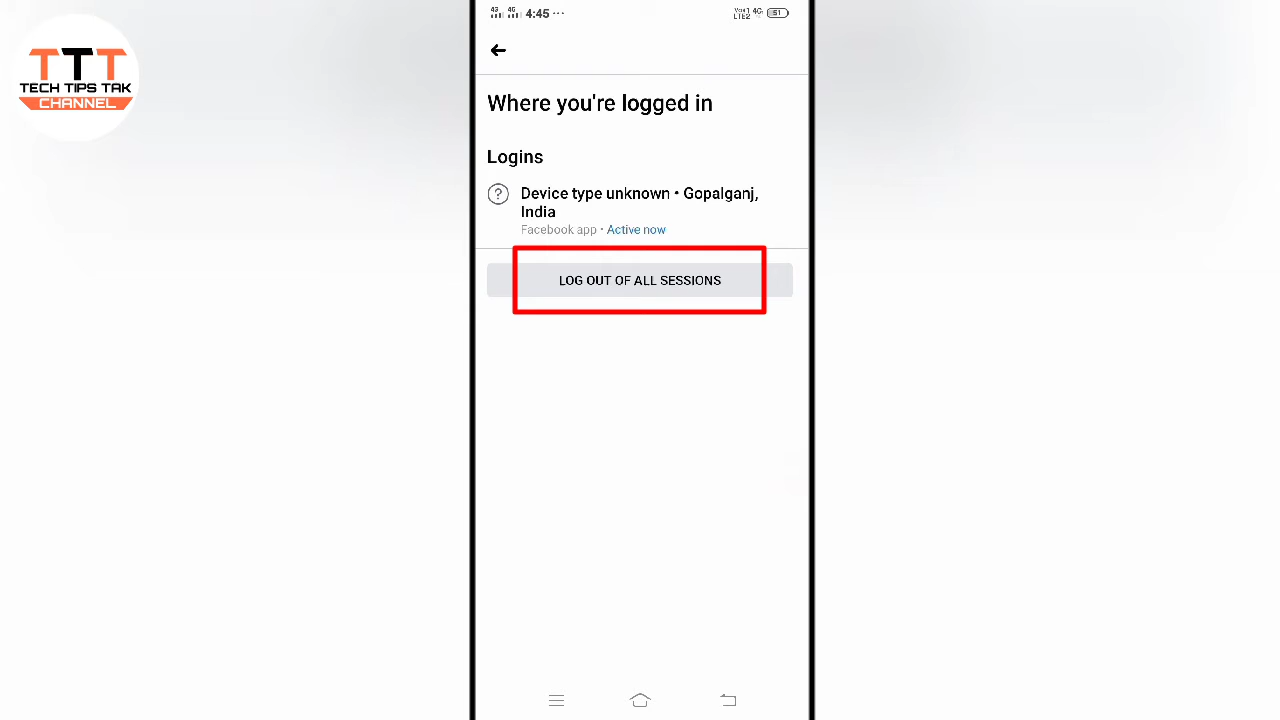 TTT
TECH TIPS TAK
CHANNEL
4:45 ···
51
Where you're logged in
Logins
Device type unknown • Gopalganj,
India
Facebook app • Active now
LOG OUT OF ALL SESSIONS